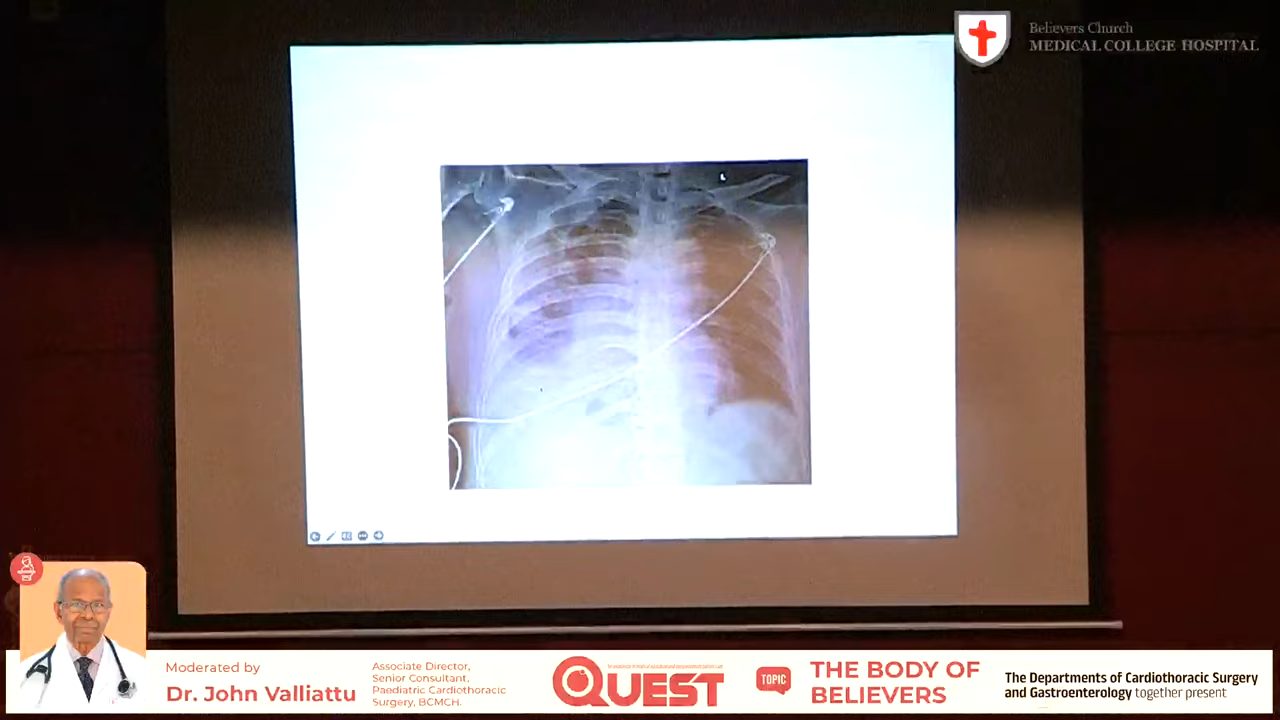 Believers Church
MEDICAL COLLEGE HOSPITAL
L
Moderated by
Dr. John Valliattu
Associate Director,
Senior Consultant,
Paediatric Cardiothoracic
Surgery, BCMCH.
QUEST
TOPIC
THE BODY OF
BELIEVERS
The Departments of Cardiothoracic Surgery
and Gastroenterology together present